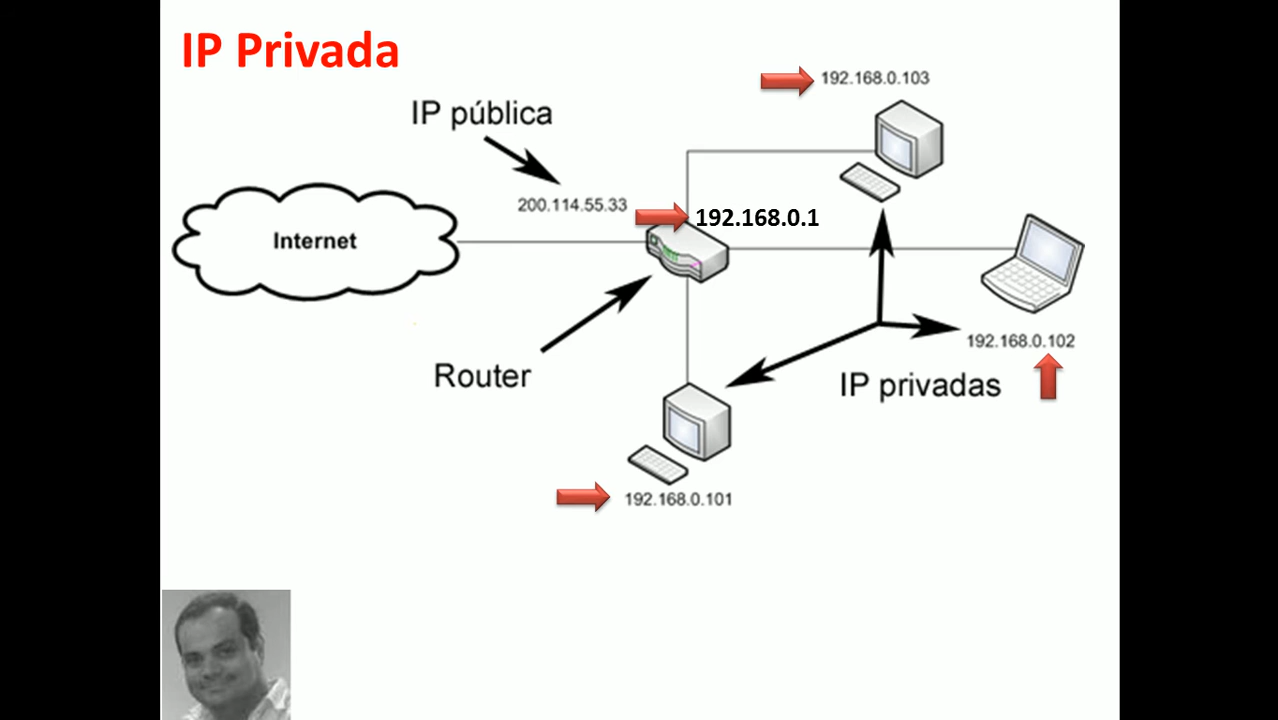 IP Privada
192.168.0.103
IP pública
200.114.55.33
192.168.0.1
Internet
192.168.0.102
Router
IP privadas
192.168.0.101